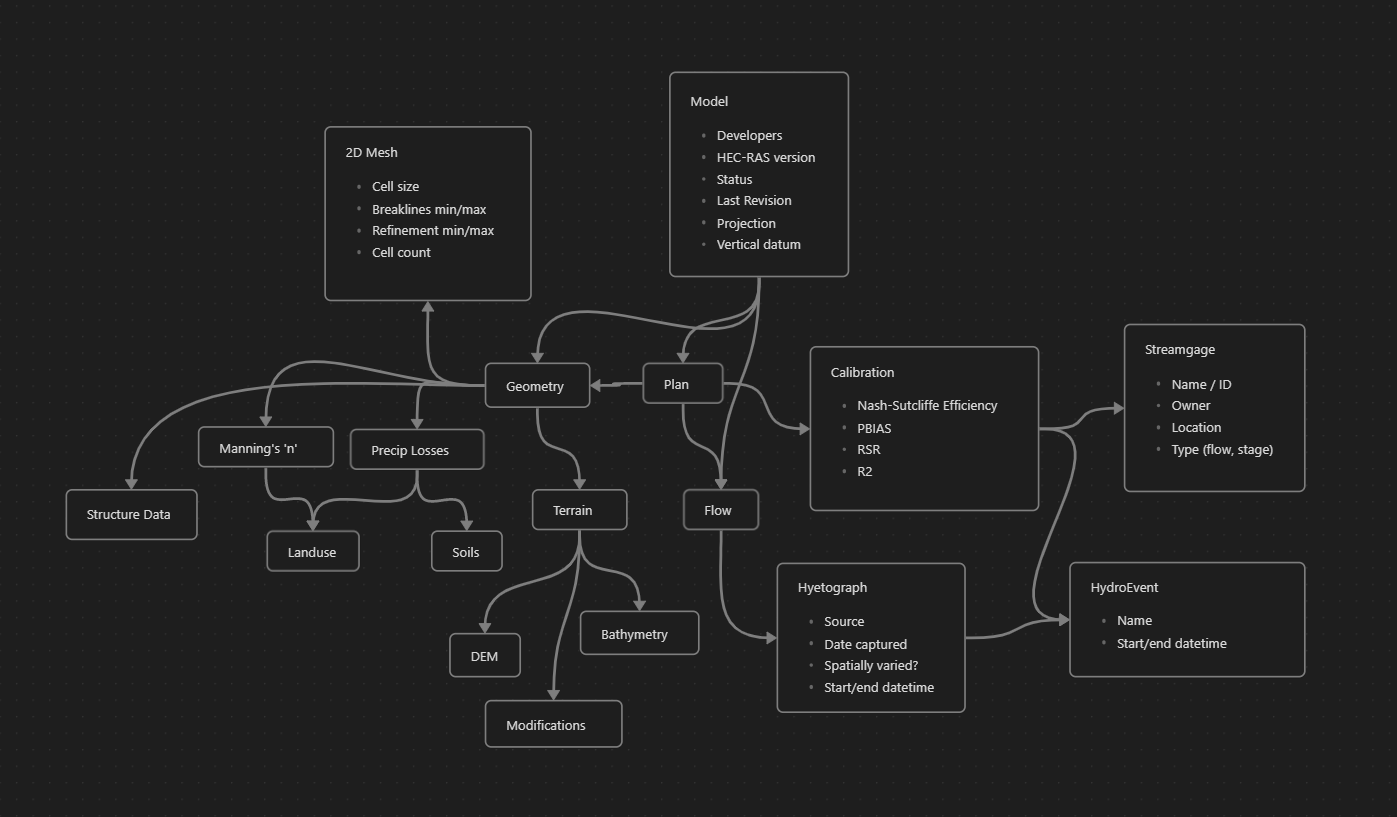 Model
Developers
HEC-RAS version
Status
Last Revision
Projection
Vertical datum
2D Mesh
Cell size
Breaklines min/max
Refinement min/max
Cell count
Geometry
Plan
Calibration
Nash-Sutcliffe Efficiency
PBIAS
RSR
R2
Streamgage
Name / ID
Owner
Location
Type (flow, stage)
Manning's 'n'
Precip Losses
Structure Data
Landuse
Soils
Terrain
Flow
DEM
Bathymetry
Modifications
Hyetograph
Source
Date captured
Spatially varied?
Start/end datetime
HydroEvent
Name
Start/end datetime